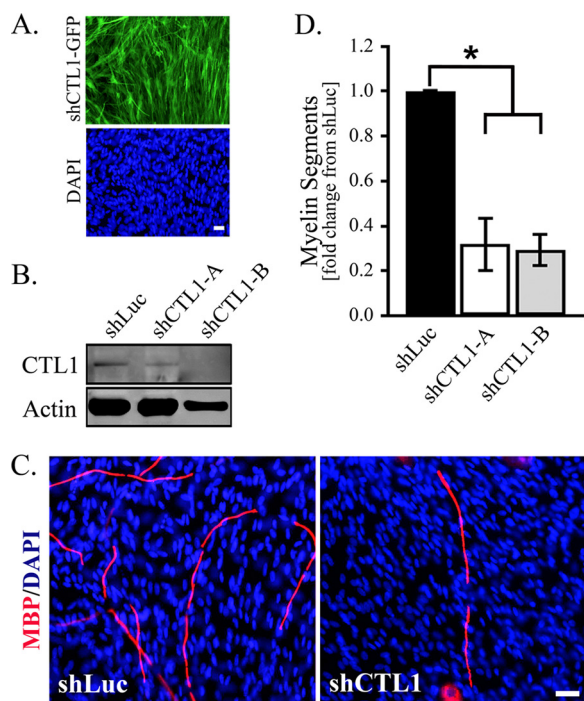 A.
shCTL1-GFP
DAPI
B.
shLuc
shCTL1-A
shCTL1-B
CTL1
Actin
D.
Myelin Segments
[fold change from shLuc]
1.2
1.0
0.8
0.6
0.4
0.2
0.0
*
shLuc
shCTL1-A
shCTL1-B
C.
MBP/DAPI
shLuc
shCTL1